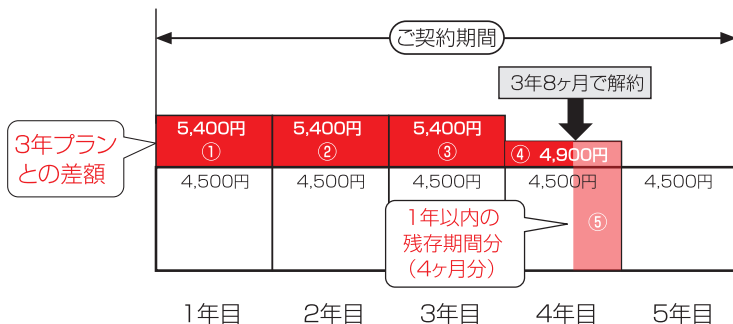 ご契約期間
3年8ヶ月で解約
3年プラン
との差額
5,400円 5,400円 5,400円
① ② ③ ④ 4,900円
4,500円 4,500円 4,500円 4,500円 4,500円
1年以内の
残存期間分
(4ヶ月分)
⑤
1年目 2年目 3年目 4年目 5年目